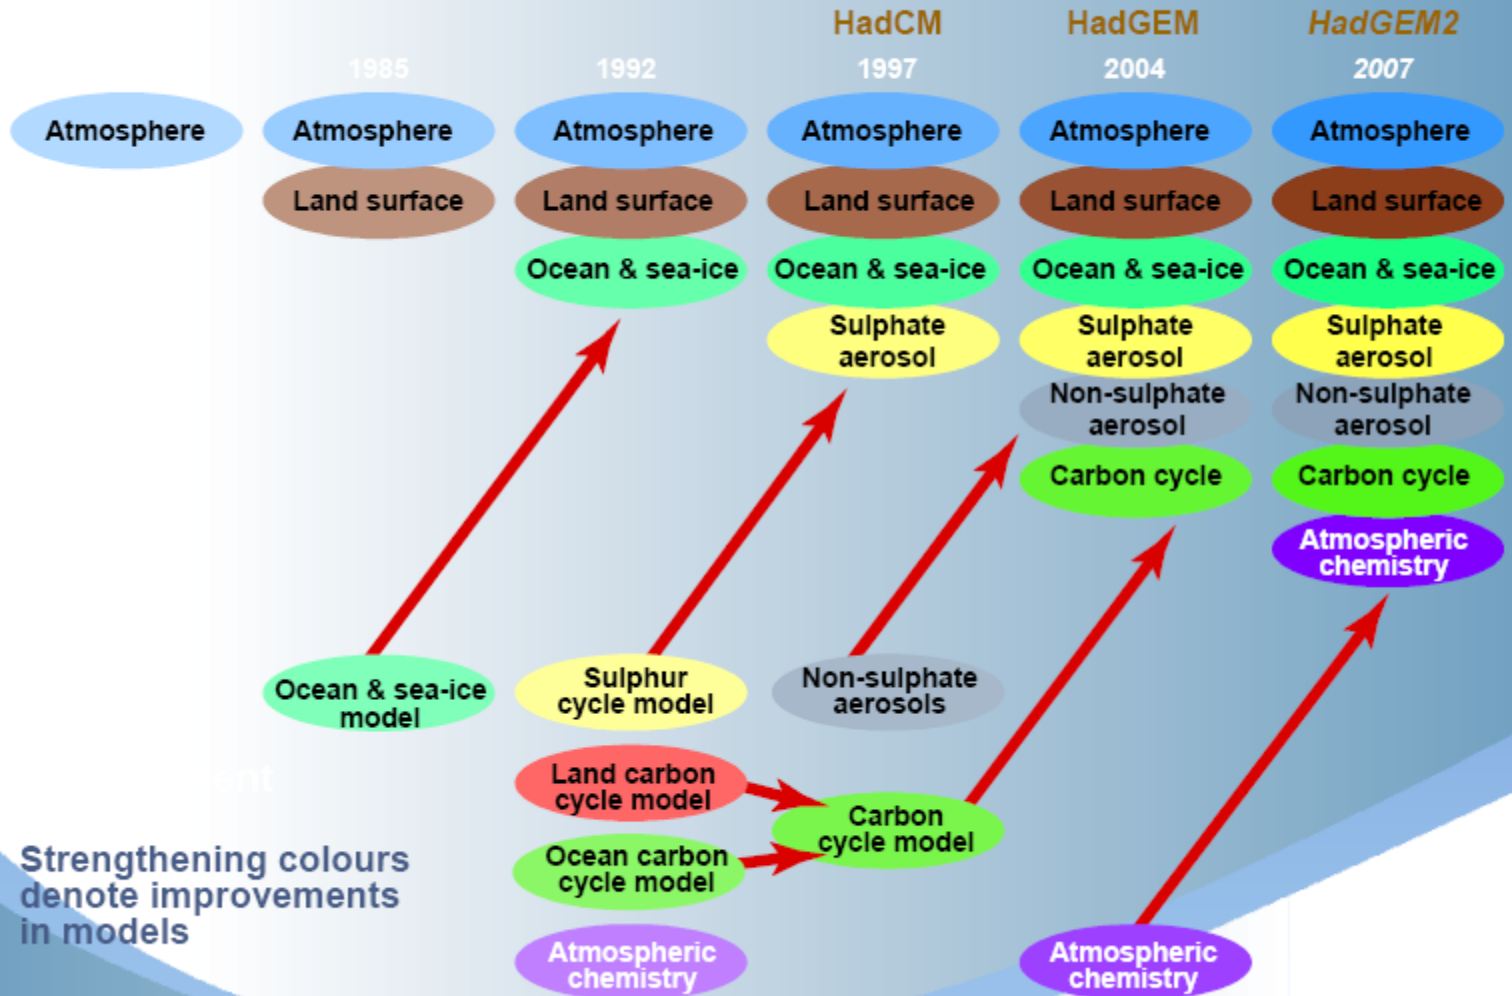 HadCM HadGEM HadGEM2
1985 1992 1997 2004 2007
Atmosphere Atmosphere Atmosphere Atmosphere Atmosphere Atmosphere
Land surface Land surface Land surface Land surface Land surface
Ocean & sea-ice Ocean & sea-ice Ocean & sea-ice Ocean & sea-ice
Sulphate Sulphate Sulphate
aerosol aerosol aerosol
Non-sulphate Non-sulphate
aerosol aerosol
Carbon cycle Carbon cycle
Atmospheric
chemistry
Ocean & sea-ice
model
Sulphur
cycle model
Non-sulphate
aerosols
Land carbon
cycle model
Carbon
cycle model
Ocean carbon
cycle model
Strengthening colours
denote improvements
in models
Atmospheric
chemistry
Atmospheric
chemistry